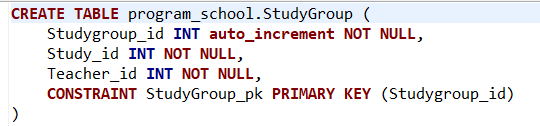 CREATE TABLE program_school.StudyGroup (
    Studygroup_id INT auto_increment NOT NULL,
    Study_id INT NOT NULL,
    Teacher_id INT NOT NULL,
    CONSTRAINT StudyGroup_pk PRIMARY KEY (Studygroup_id)
)